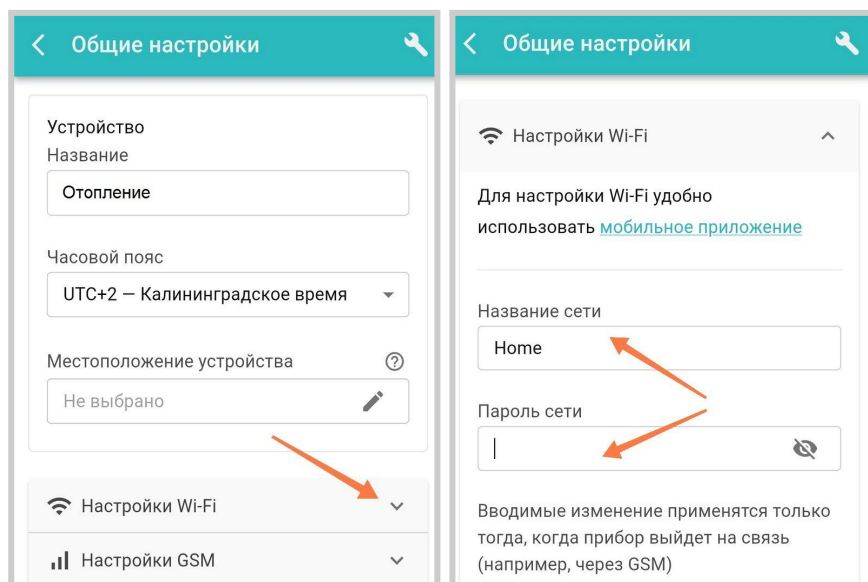 Общие настройки
Устройство
Название
Отопление
Часовой пояс
UTC+2 — Калининградское время
Местоположение устройства
Не выбрано
Настройки Wi-Fi
Настройки GSM
Общие настройки
Настройки Wi-Fi
Для настройки Wi-Fi удобно
использовать мобильное приложение
Название сети
Home
Пароль сети
Вводимые изменение применятся только
тогда, когда прибор выйдет на связь
(например, через GSM)